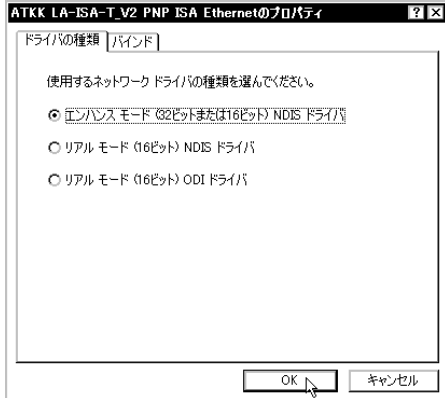 ATKK LA-ISA-T_V2 PNP ISA Ethernetのプロパティ
ドライバの種類 バインド
使用するネットワーク ドライバの種類を選んでください。
エンハンス モード (32ビットまたは16ビット) NDIS ドライバ
リアル モード (16ビット) NDIS ドライバ
リアル モード (16ビット) ODI ドライバ
OK キャンセル